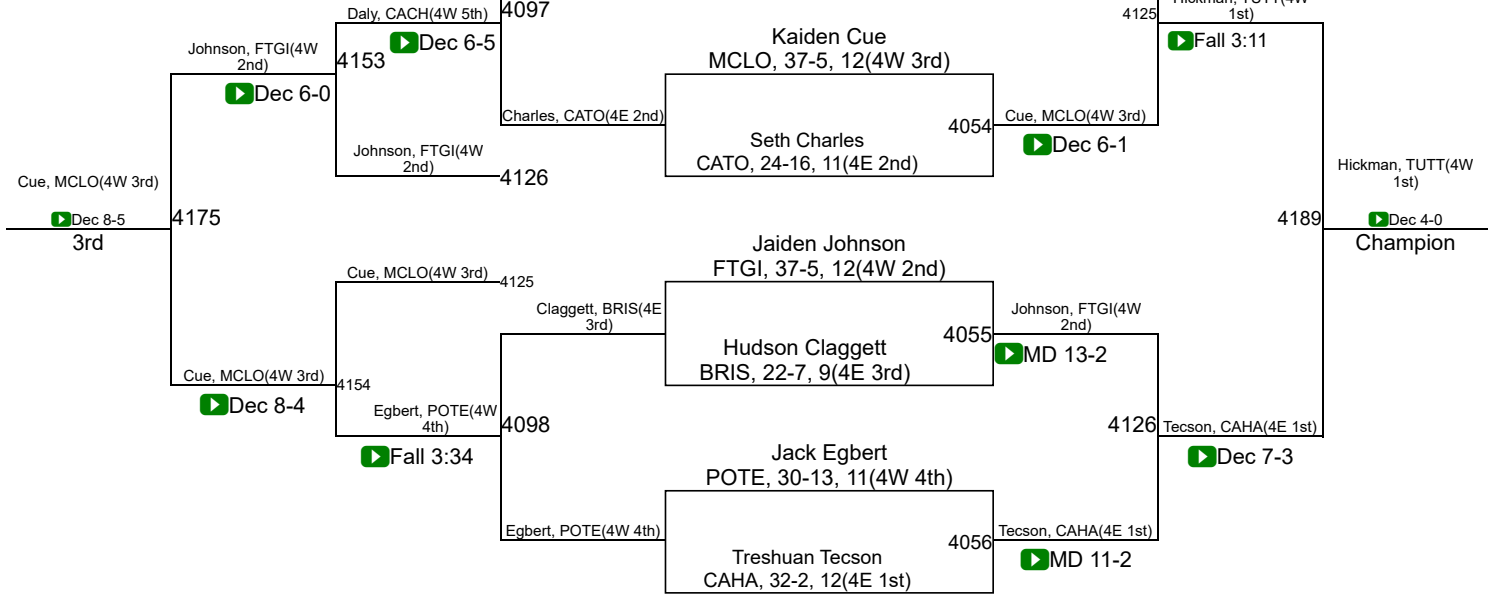 Daly, CACH(4W 5th)
4097
Dec 6-5
Johnson, FTGI(4W
2nd)
4153
Dec 6-0
Charles, CATO(4E 2nd)
Johnson, FTGI(4W
2nd)
4126
Cue, MCLO(4W 3rd)
Dec 8-5
3rd
4175
Cue, MCLO(4W 3rd)
4125
Cue, MCLO(4W 3rd)
4154
Dec 8-4
Claggett, BRIS(4E
3rd)
Egbert, POTE(4W
4th)
4098
Fall 3:34
Egbert, POTE(4W 4th)
Kaiden Cue
MCLO, 37-5, 12(4W 3rd)
Seth Charles
CATO, 24-16, 11(4E 2nd)
4054
Jaiden Johnson
FTGI, 37-5, 12(4W 2nd)
Hudson Claggett
BRIS, 22-7, 9(4E 3rd)
4055
Jack Egbert
POTE, 30-13, 11(4W 4th)
Treshuan Tecson
CAHA, 32-2, 12(4E 1st)
4056
4125
Hickman, TUTT(4W
1st)
Fall 3:11
Cue, MCLO(4W 3rd)
Dec 6-1
Johnson, FTGI(4W
2nd)
MD 13-2
4126
Tecson, CAHA(4E 1st)
Dec 7-3
Tecson, CAHA(4E 1st)
MD 11-2
4189
Hickman, TUTT(4W
1st)
Dec 4-0
Champion